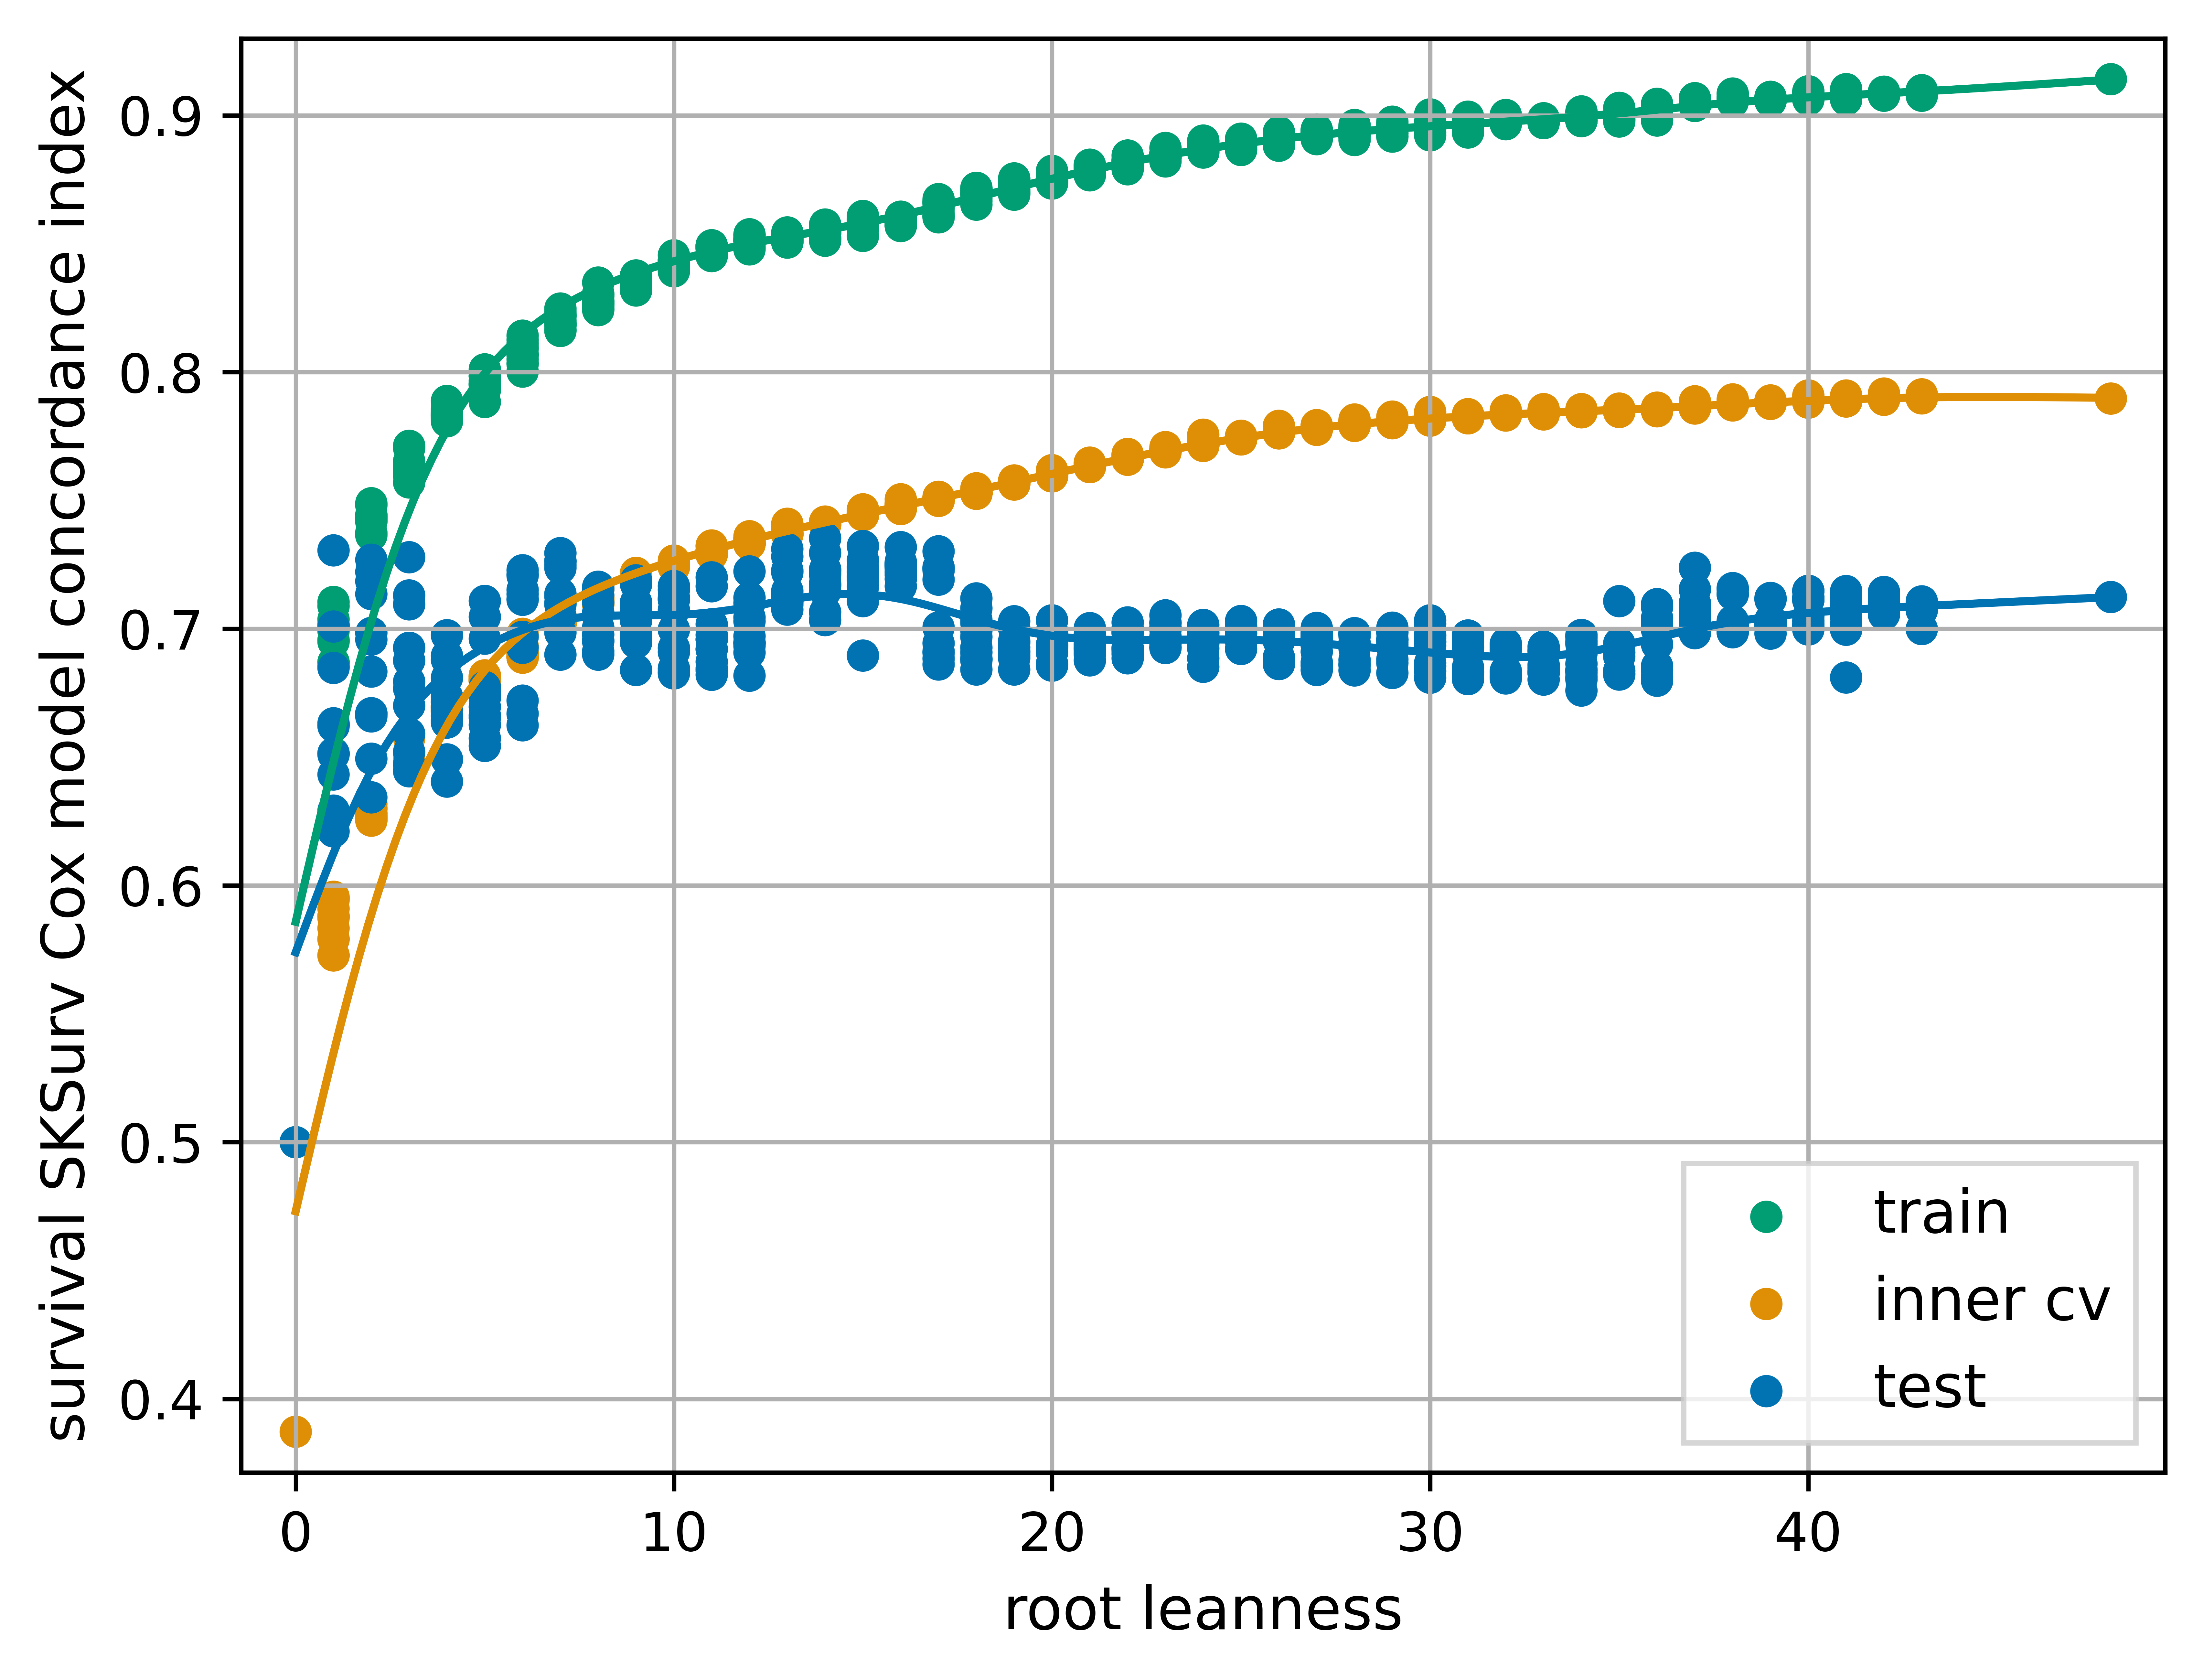 survival SKSurv Cox model concordance index
0.9
0.8
0.7
0.6
0.5
0.4
0 10 20 30 40
root leanness
train
inner cv
test